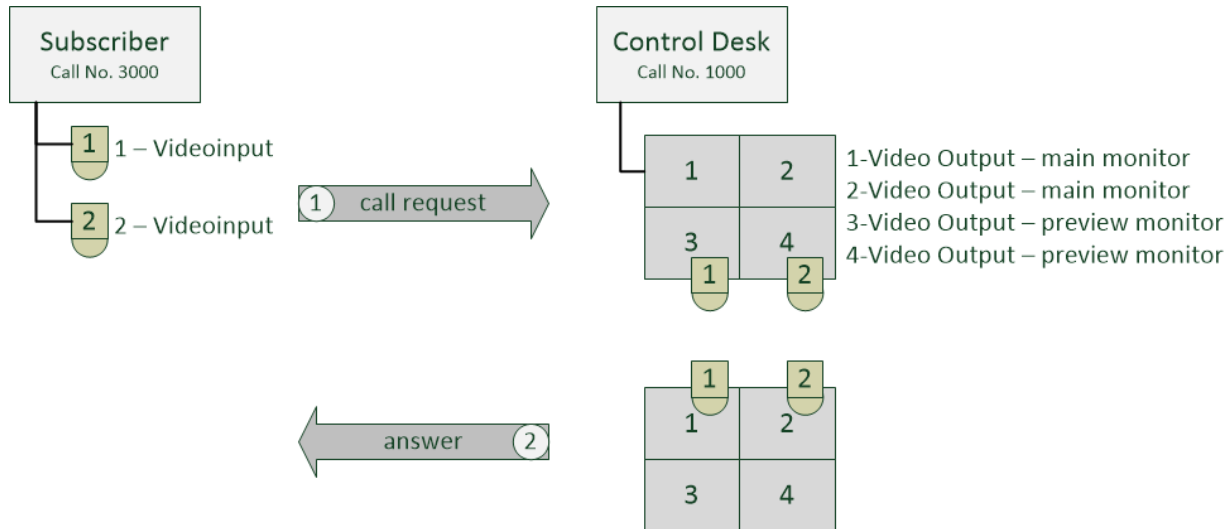 Subscriber
Call No. 3000
1
1 – Videoinput
2
2 – Videoinput
1 call request
Control Desk
Call No. 1000
1 2
3 4
1 2
1-Video Output – main monitor
2-Video Output – main monitor
3-Video Output – preview monitor
4-Video Output – preview monitor
answer 2
1 2
1 2
3 4